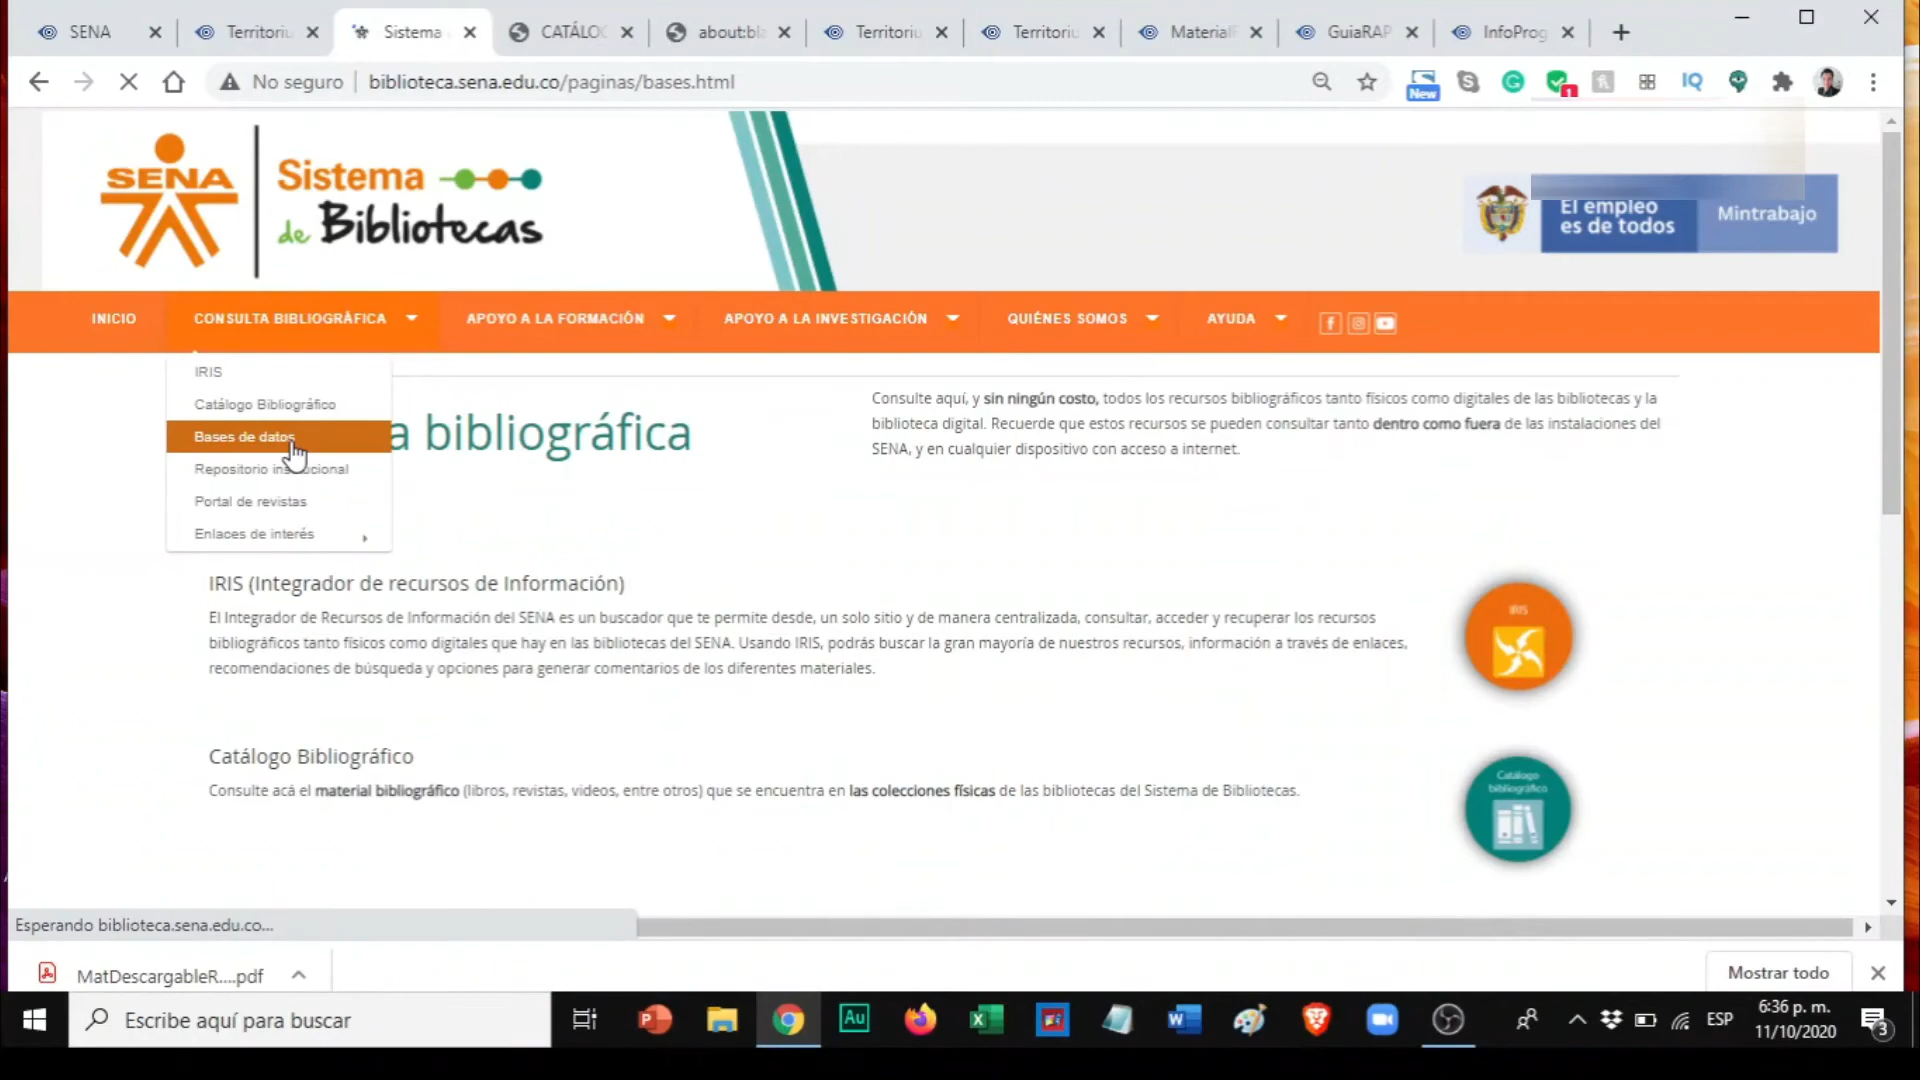 SENA
Territoriu
Sistema
CATÁLOG
about:bla
Territoriu
Territoriu
MaterialF
GuiaRAP
InfoProg
No seguro
biblioteca.sena.edu.co/paginas/bases.html
New
1
IQ
SENA
Sistema
de Bibliotecas
El empleo
es de todos
Mintrabajo
INICIO
CONSULTA BIBLIOGRÁFICA
APOYO A LA FORMACIÓN
APOYO A LA INVESTIGACIÓN
QUIÉNES SOMOS
AYUDA
IRIS
Catálogo Bibliográfico
Bases de datos
Repositorio institucional
Portal de revistas
Enlaces de interés
a bibliográfica
Consulte aquí, y sin ningún costo, todos los recursos bibliográficos tanto físicos como digitales de las bibliotecas y la
biblioteca digital. Recuerde que estos recursos se pueden consultar tanto dentro como fuera de las instalaciones del
SENA, y en cualquier dispositivo con acceso a internet.
IRIS (Integrador de recursos de Información)
El Integrador de Recursos de Información del SENA es un buscador que te permite desde, un solo sitio y de manera centralizada, consultar, acceder y recuperar los recursos
bibliográficos tanto físicos como digitales que hay en las bibliotecas del SENA. Usando IRIS, podrás buscar la gran mayoría de nuestros recursos, información a través de enlaces,
recomendaciones de búsqueda y opciones para generar comentarios de los diferentes materiales.
IRIS
Catálogo Bibliográfico
Consulte acá el material bibliográfico (libros, revistas, videos, entre otros) que se encuentra en las colecciones físicas de las bibliotecas del Sistema de Bibliotecas.
Catálogo
bibliográfico
Esperando biblioteca.sena.edu.co...
MatDescargableR....pdf
Mostrar todo
Escribe aquí para buscar
Au
ESP
6:36 p. m.
11/10/2020
3